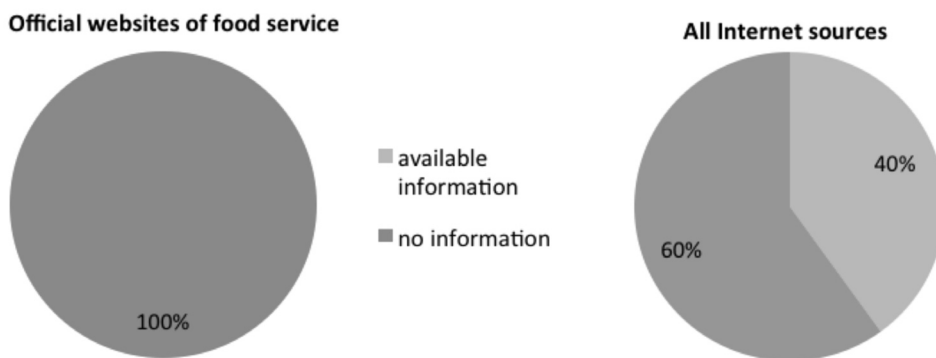 Official websites of food service
100%
available
information
no information
All Internet sources
40%
60%